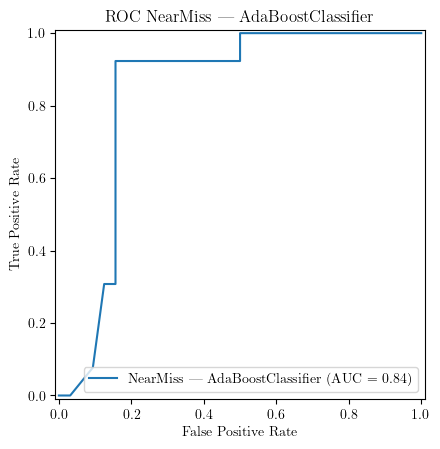 ROC NearMiss — AdaBoostClassifier
1.0
0.8
0.6
0.4
0.2
0.0
True Positive Rate
NearMiss — AdaBoostClassifier (AUC = 0.84)
0.0 0.2 0.4 0.6 0.8 1.0
False Positive Rate